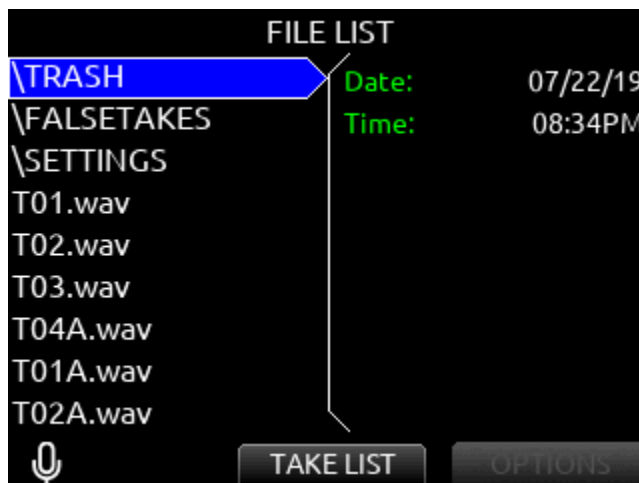 FILE LIST
\TRASH
\FALSETAKES
\SETTINGS
T01.wav
T02.wav
T03.wav
T04A.wav
T01A.wav
T02A.wav
Date: 07/22/19
Time: 08:34PM
TAKE LIST
OPTIONS